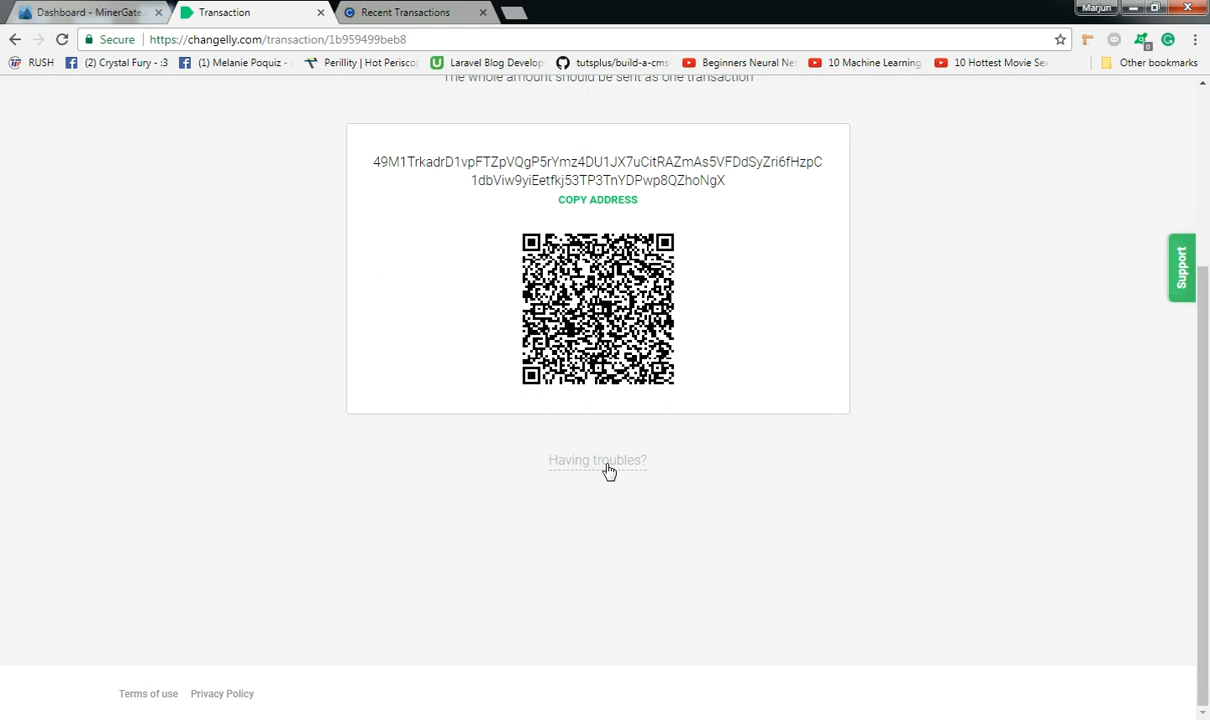 Dashboard - MinerGate.
Transaction
Recent Transactions
Marjun
Secure
https://changelly.com/transaction/1b959499beb8
RUSH
(2) Crystal Fury - :3
(1) Melanie Poquiz -
Perillity | Hot Perisco
Laravel Blog Develop
tutsplus/build-a-cms
Beginners Neural Ne
10 Machine Learning
10 Hottest Movie Se
Other bookmarks
The whole amount should be sent as one transaction
49M1TrkadrD1vpFTZpVQgP5rYmz4DU1JX7uCitRAZmAs5VFDdSyZri6fHzpC
1dbViw9yiEetfkj53TP3TnYDPwp8QZhoNgX
COPY ADDRESS
Support
Having troubles?
Terms of use
Privacy Policy